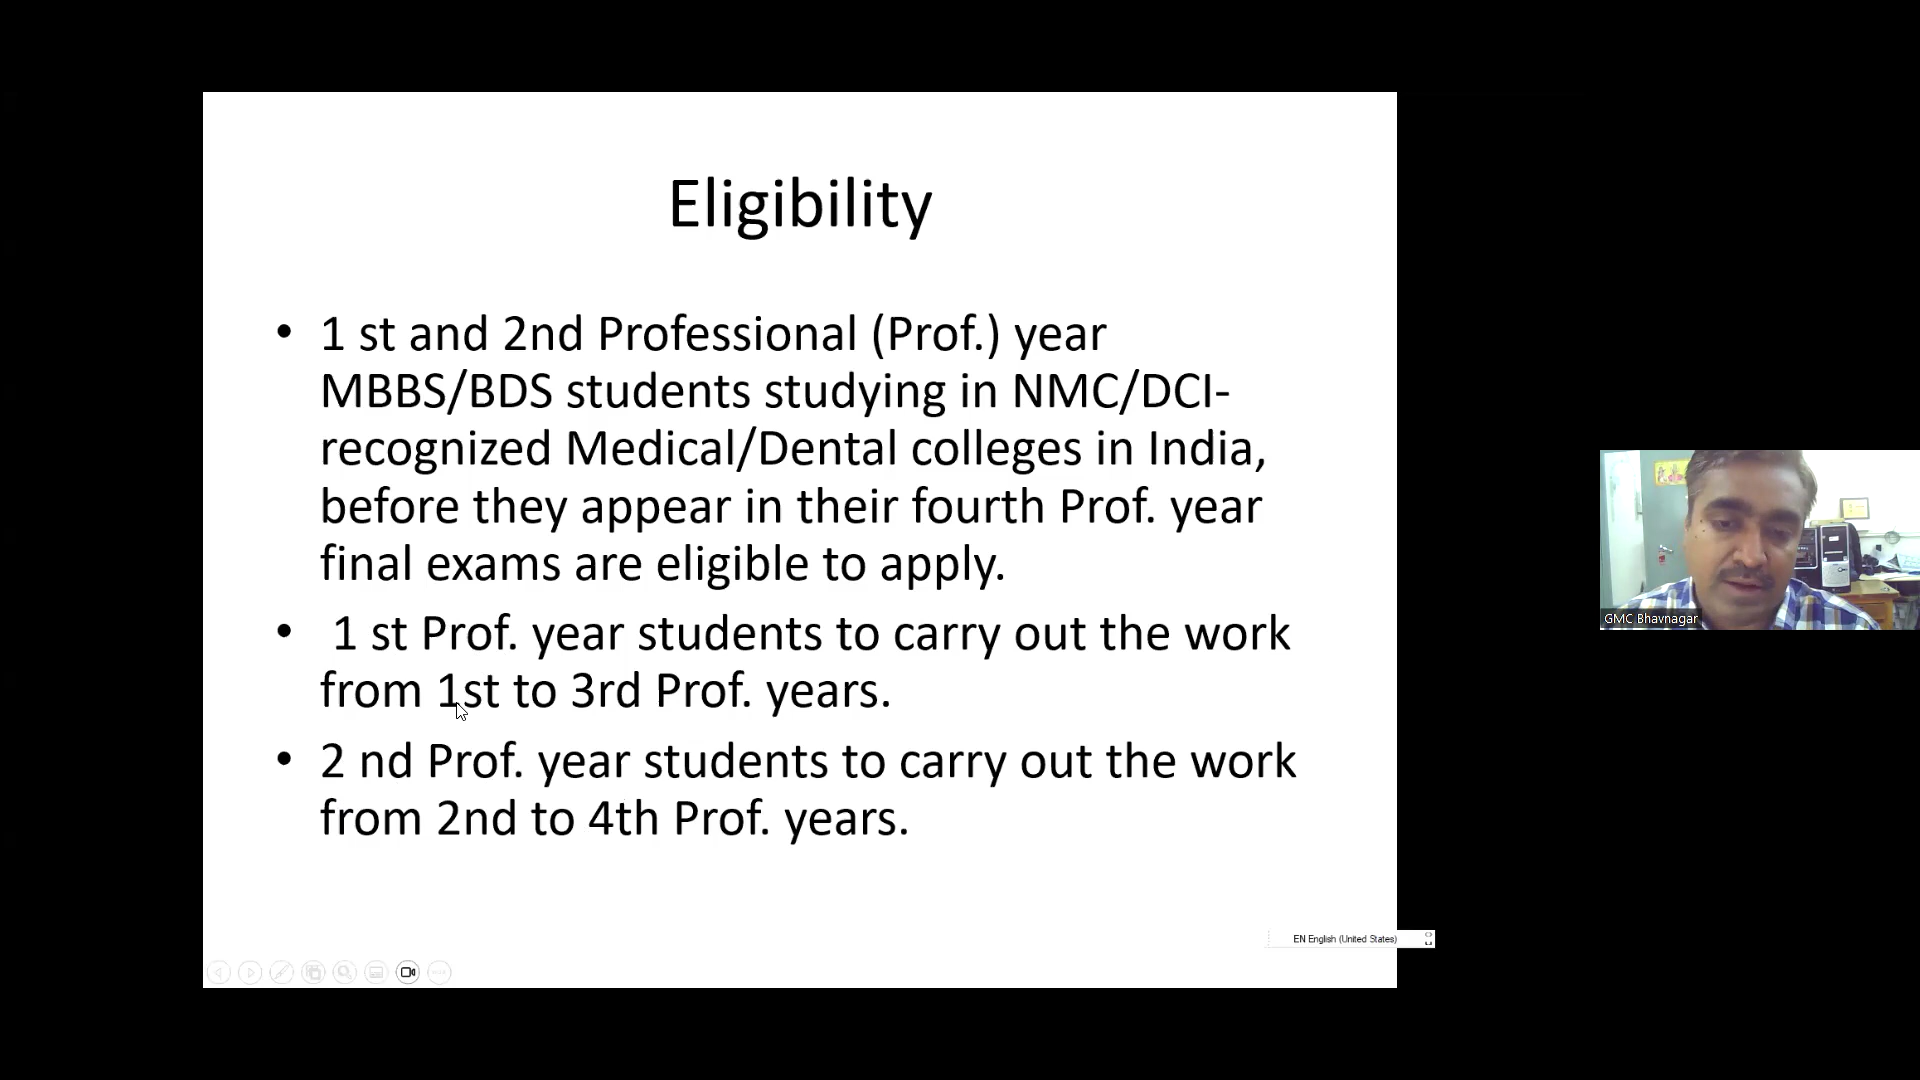 Eligibility
• 1 st and 2nd Professional (Prof.) year
MBBS/BDS students studying in NMC/DCI-
recognized Medical/Dental colleges in India,
before they appear in their fourth Prof. year
final exams are eligible to apply.
• 1 st Prof. year students to carry out the work
from 1st to 3rd Prof. years.
• 2 nd Prof. year students to carry out the work
from 2nd to 4th Prof. years.
EN English (United States)
GMC Bhavnagar